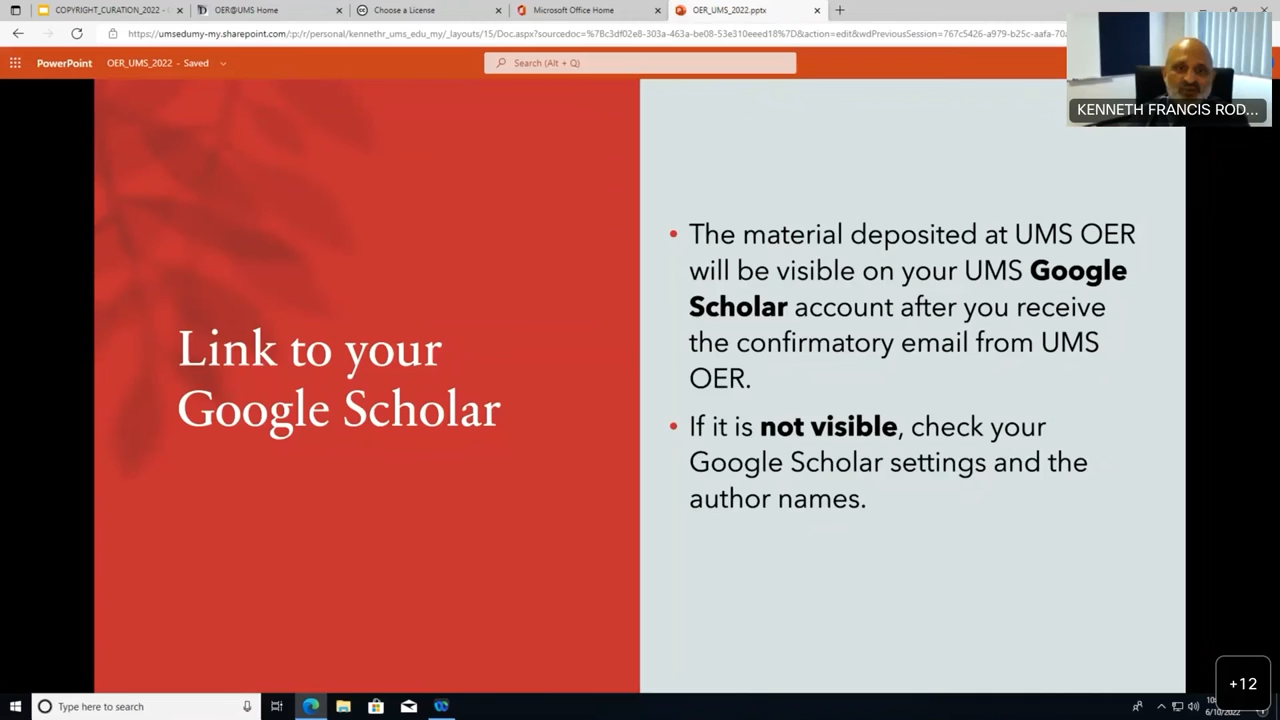 COPYRIGHT_CURATION_2022 -
OER@UMS Home
Choose a License
Microsoft Office Home
OER_UMS_2022.pptx
https://umsedumy-my.sharepoint.com/:p:/r/personal/kennethr_ums_edu_my/_layouts/15/Doc.aspx?sourcedoc=%7Bc3df02e8-303a-463a-be08-53e310eeed18%7D&action=edit&wdPreviousSession=767c5426-a979-b25c-aafa-70a
PowerPoint
OER_UMS_2022 - Saved
Search (Alt + Q)
KENNETH FRANCIS ROD...
Link to your
Google Scholar
• The material deposited at UMS OER
will be visible on your UMS Google
Scholar account after you receive
the confirmatory email from UMS
OER.
• If it is not visible, check your
Google Scholar settings and the
author names.
+12
Type here to search
6/10/2022